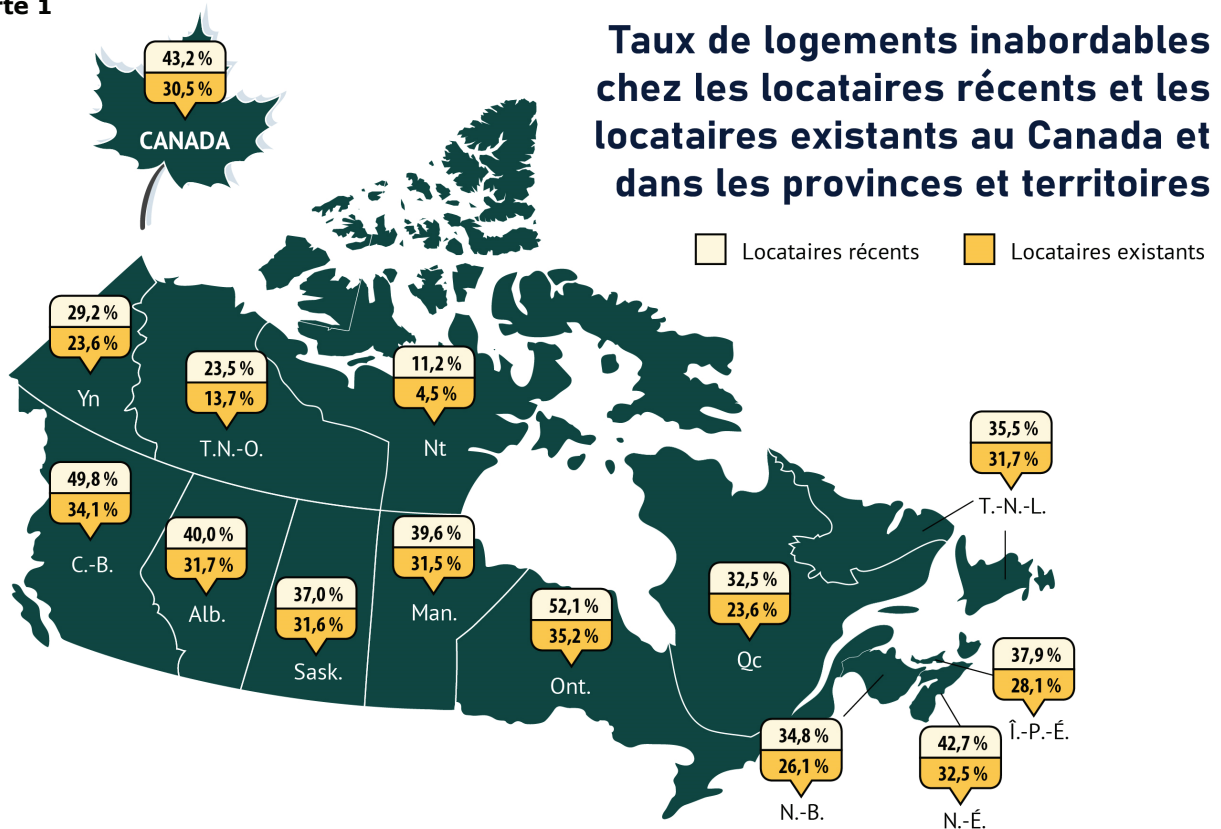 rte 1
Taux de logements inabordables
chez les locataires récents et les
locataires existants au Canada et
dans les provinces et territoires
Locataires récents
Locataires existants
43,2 %
30,5 %
CANADA
29,2 %
23,6 %
Yn
23,5 %
13,7 %
T.N.-O.
11,2 %
4,5 %
Nt
49,8 %
34,1 %
C.-B.
40,0 %
31,7 %
Alb.
37,0 %
31,6 %
Sask.
39,6 %
31,5 %
Man.
52,1 %
35,2 %
Ont.
32,5 %
23,6 %
Qc
35,5 %
31,7 %
T.-N.-L.
37,9 %
28,1 %
Î.-P.-É.
34,8 %
26,1 %
N.-B.
42,7 %
32,5 %
N.-É.